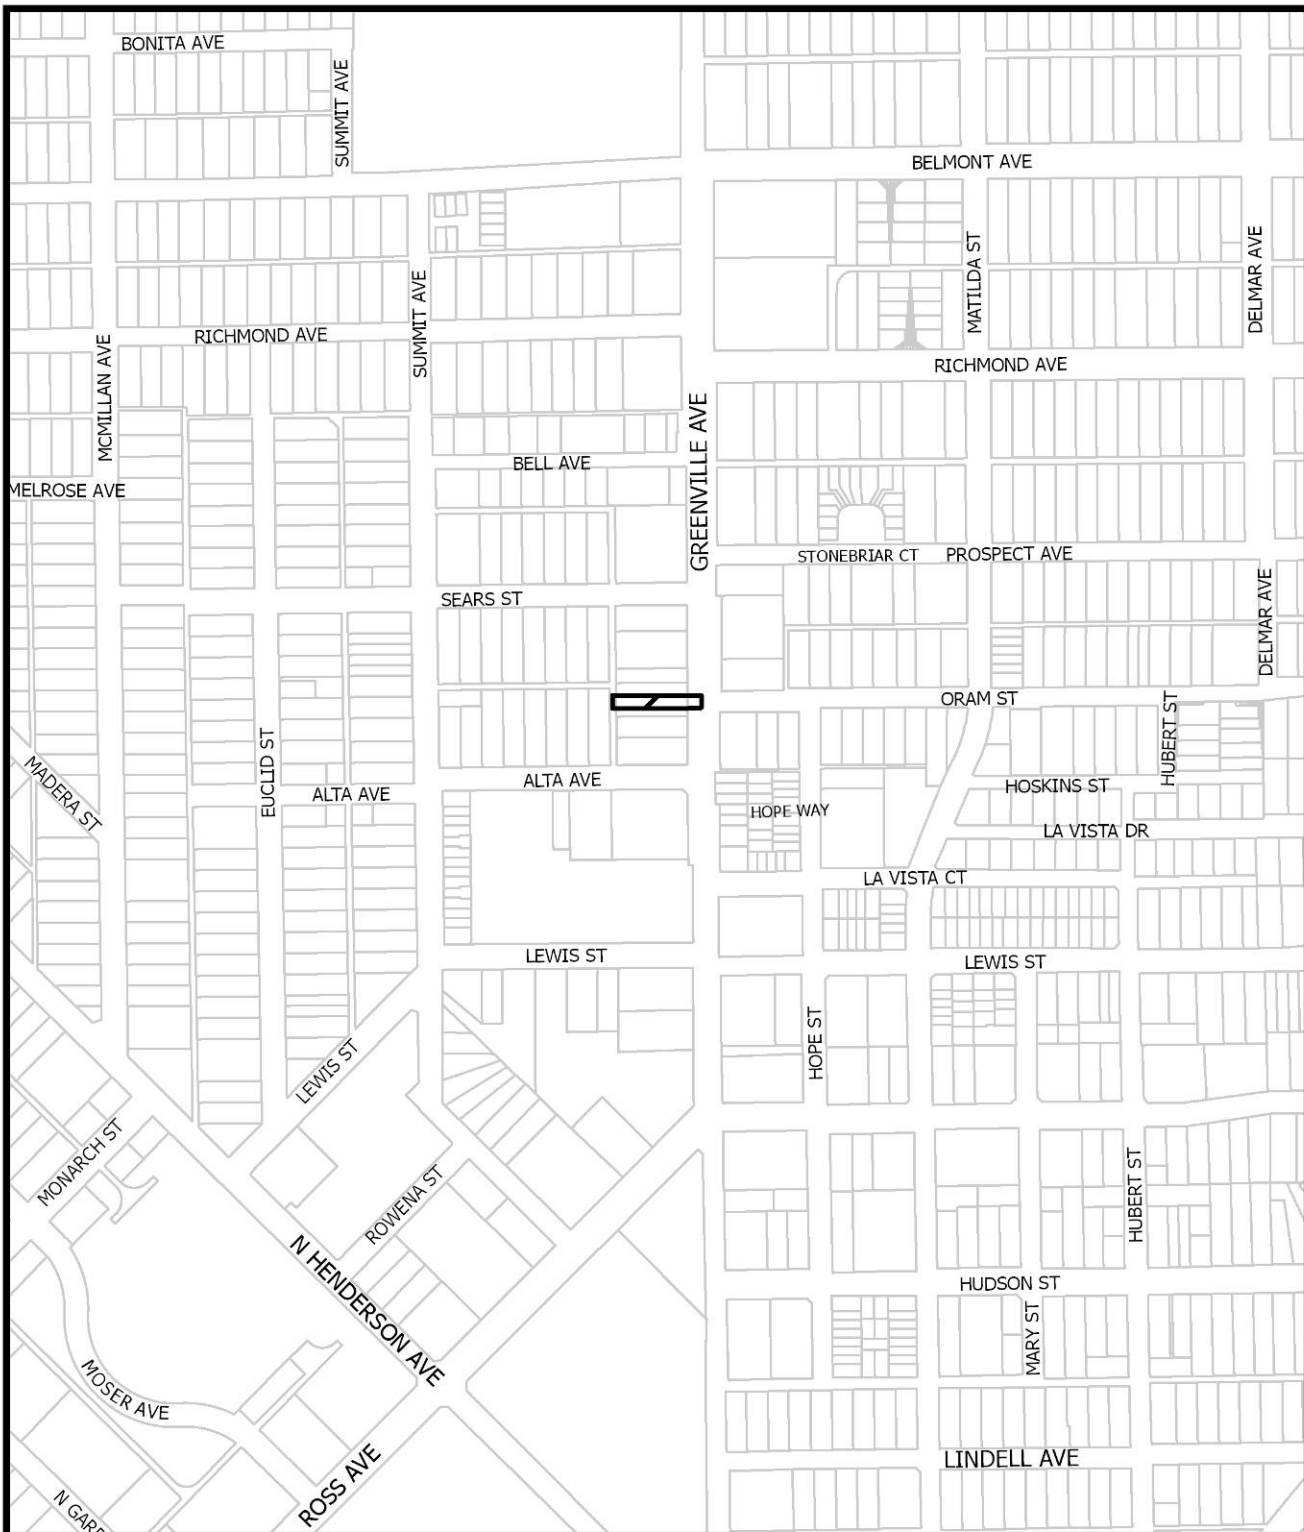 BONITA AVE
SUMMIT AVE
BELMONT AVE
MATILDA ST
DELMAR AVE
SUMMIT AVE
RICHMOND AVE
MCMILLAN AVE
RICHMOND AVE
GREENVILLE AVE
BELL AVE
MELROSE AVE
STONEBRIAR CT
PROSPECT AVE
SEARS ST
DELMAR AVE
ORAM ST
HUBERT ST
EUCLID ST
MADERA ST
ALTA AVE
ALTA AVE
HOSKINS ST
HOPE WAY
LA VISTA DR
LA VISTA CT
LEWIS ST
LEWIS ST
HOPE ST
LEWIS ST
MONARCH ST
ROWENA ST
HUBERT ST
N HENDERSON AVE
HUDSON ST
MARY ST
MOSER AVE
LINDELL AVE
ROSS AVE